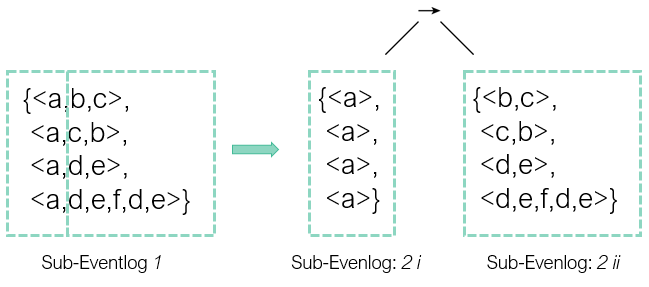 →
{<a,b,c>,
<a,c,b>,
<a,d,e>,
<a,d,e,f,d,e>}
Sub-Eventlog 1
{<a>,
<a>,
<a>,
<a>}
Sub-Evenlog: 2 i
{<b,c>,
<c,b>,
<d,e>,
<d,e,f,d,e>}
Sub-Evenlog: 2 ii